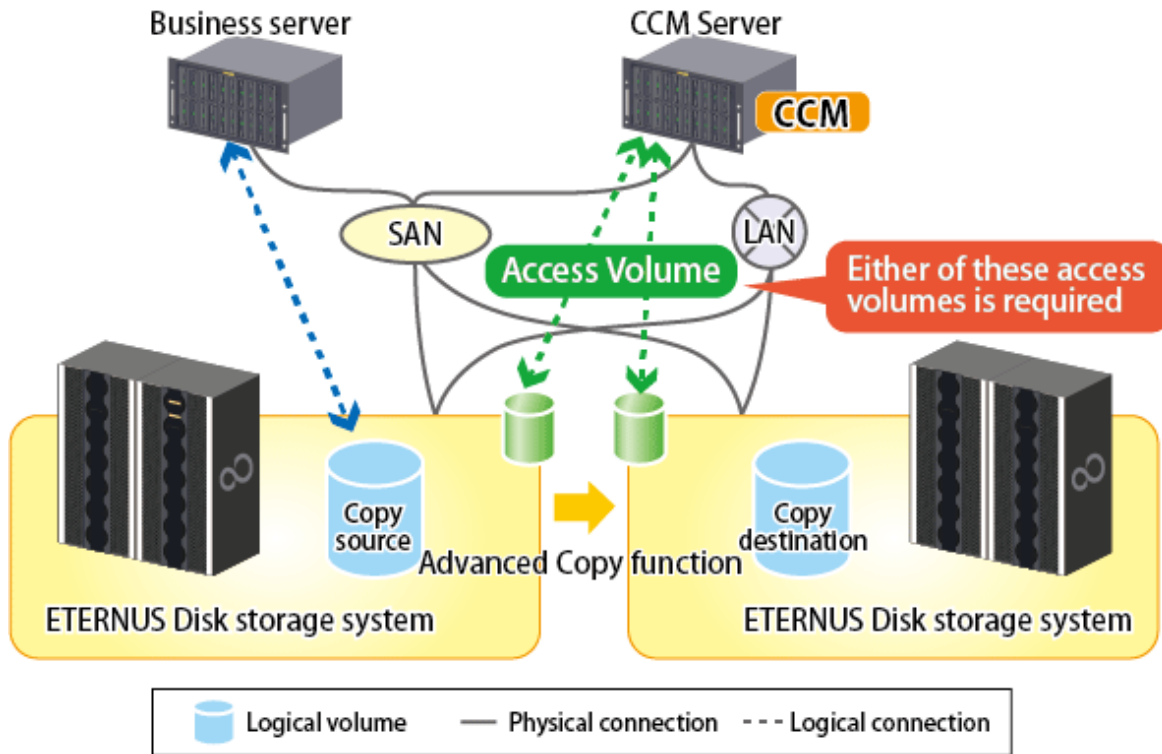 Business server
CCM Server
CCM
SAN
LAN
Access Volume
Either of these access
volumes is required
Copy
source
Advanced Copy function
Copy
destination
ETERNUS Disk storage system
ETERNUS Disk storage system
Logical volume
Physical connection
Logical connection